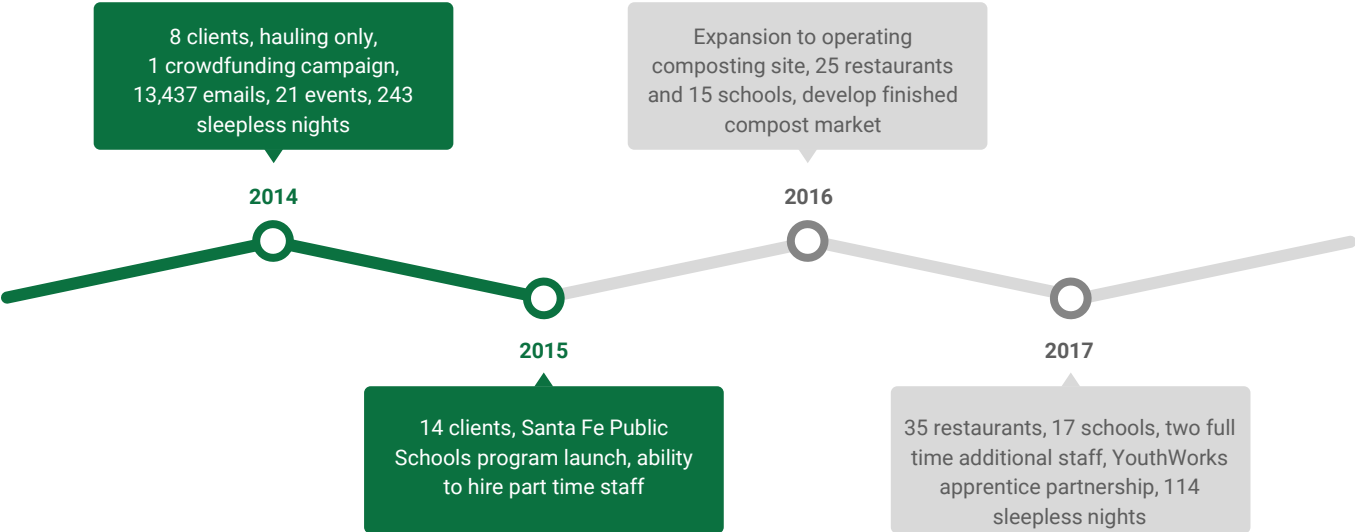 8 clients, hauling only,
1 crowdfunding campaign,
13,437 emails, 21 events, 243
sleepless nights
2014
Expansion to operating
composting site, 25 restaurants
and 15 schools, develop finished
compost market
2016
2015
14 clients, Santa Fe Public
Schools program launch, ability
to hire part time staff
2017
35 restaurants, 17 schools, two full
time additional staff, YouthWorks
apprentice partnership, 114
sleepless nights